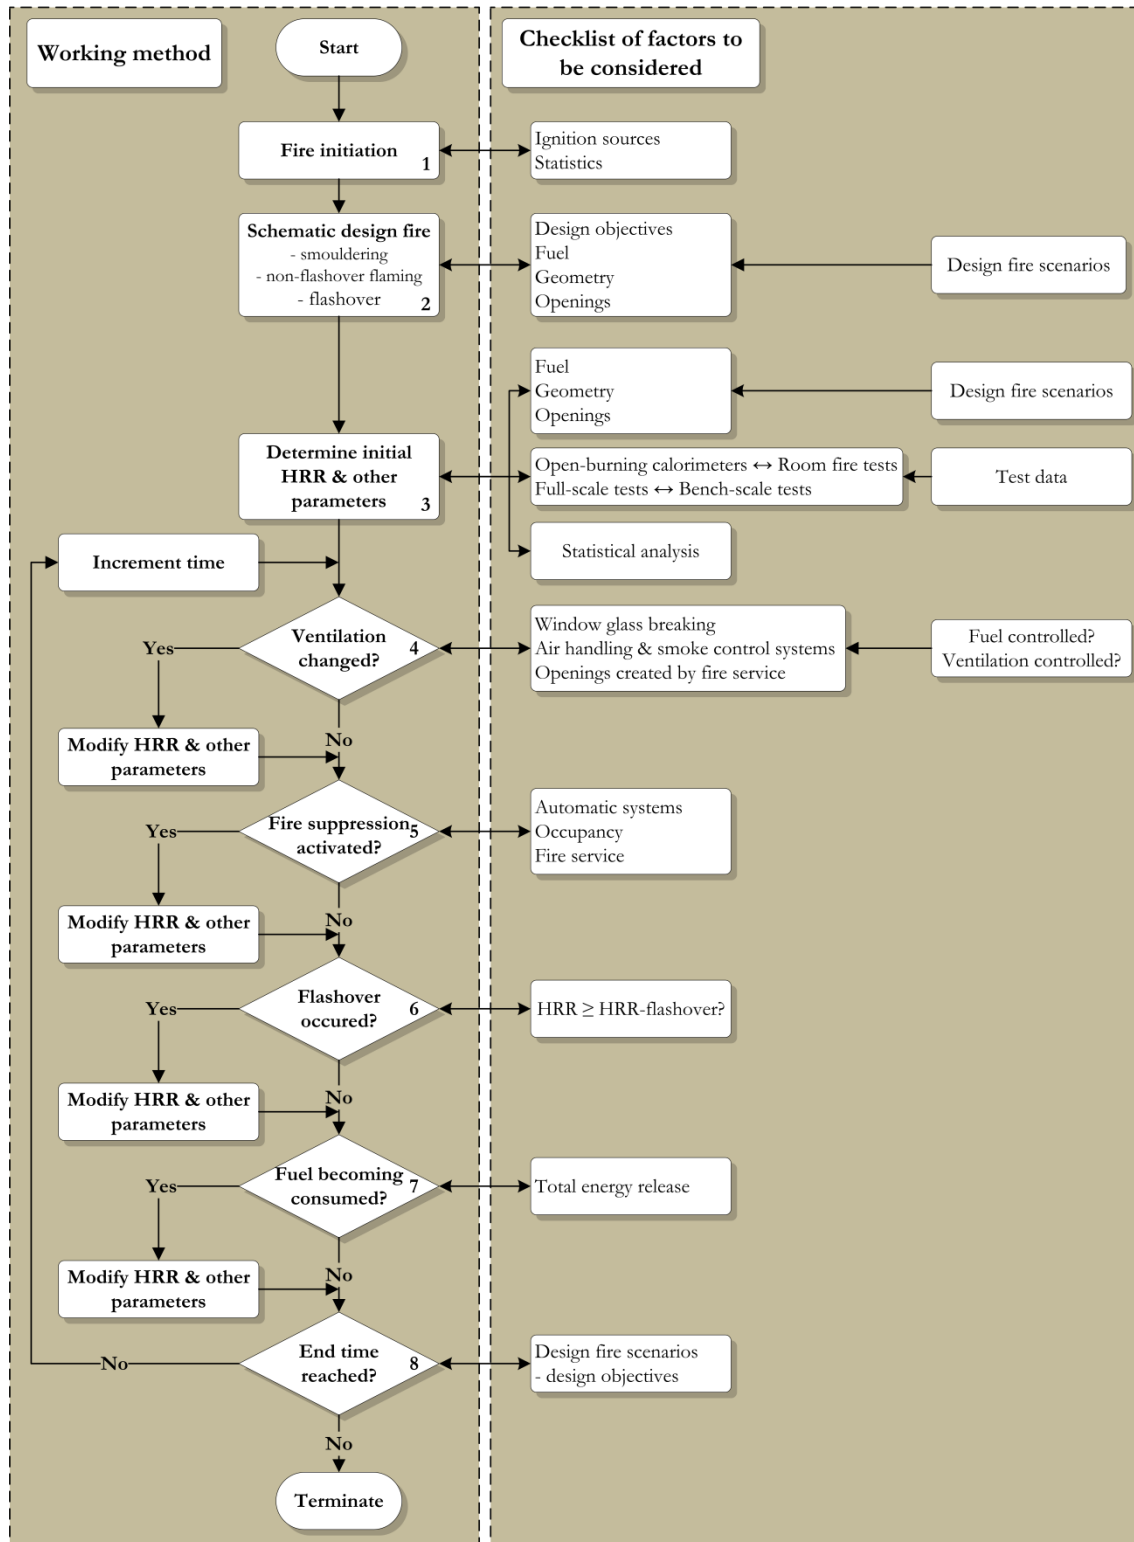 Working method
Start
Checklist of factors to
be considered
Fire initiation
1
Ignition sources
Statistics
Schematic design fire
- smouldering
- non-flashover flaming
- flashover
2
Design objectives
Fuel
Geometry
Openings
Design fire scenarios
Fuel
Geometry
Openings
Design fire scenarios
Determine initial
HRR & other
parameters
3
Open-burning calorimeters ↔ Room fire tests
Full-scale tests ↔ Bench-scale tests
Test data
Statistical analysis
Increment time
Ventilation
changed?
4
Yes
No
Window glass breaking
Air handling & smoke control systems
Openings created by fire service
Fuel controlled?
Ventilation controlled?
Modify HRR & other
parameters
Fire suppression
activated?
5
Yes
No
Automatic systems
Occupancy
Fire service
Modify HRR & other
parameters
Flashover
occured?
6
Yes
No
HRR ≥ HRR-flashover?
Modify HRR & other
parameters
Fuel becoming
consumed?
7
Yes
No
Total energy release
Modify HRR & other
parameters
End time
reached?
8
No
No
Design fire scenarios
- design objectives
Terminate